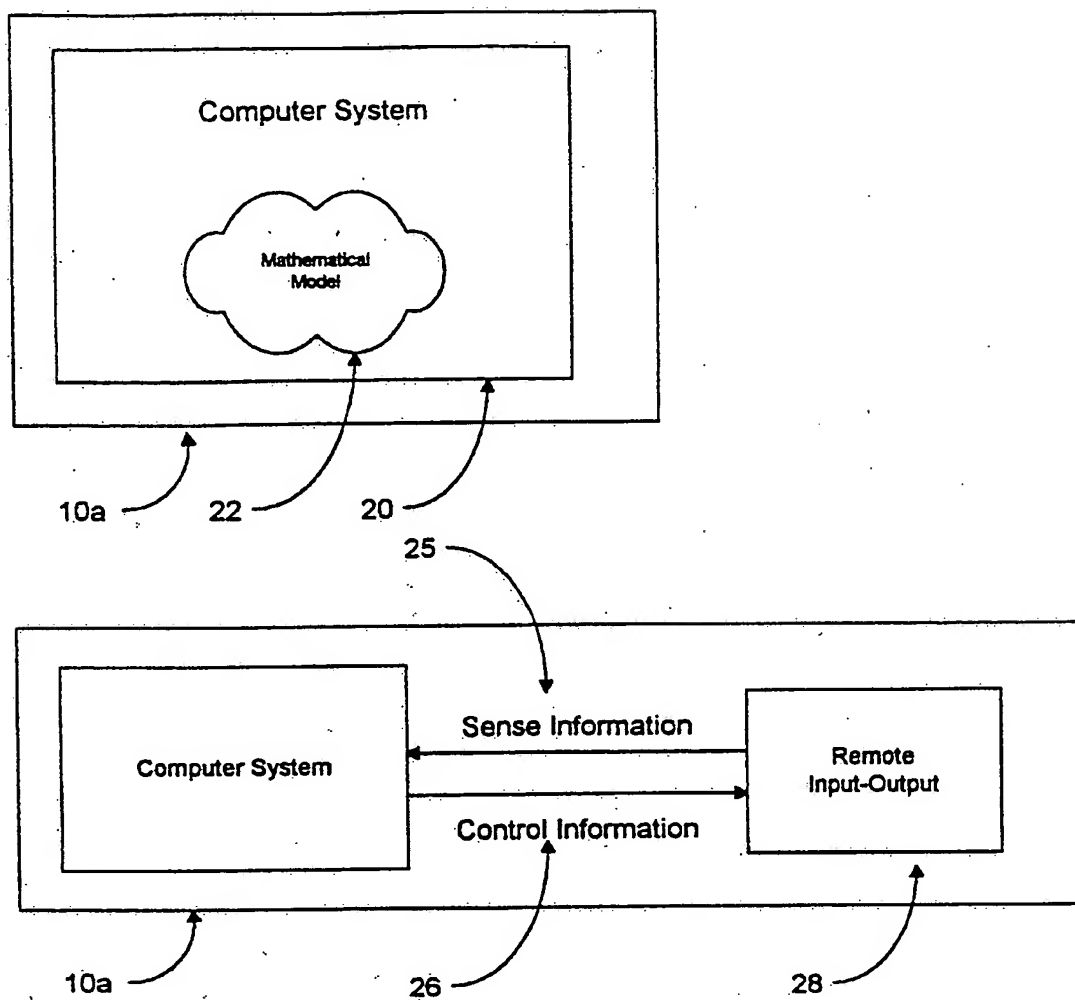 Computer System
Mathematical
Model
10a
22
20
25
Sense Information
Computer System
Remote
Input-Output
Control Information
10a
26
28